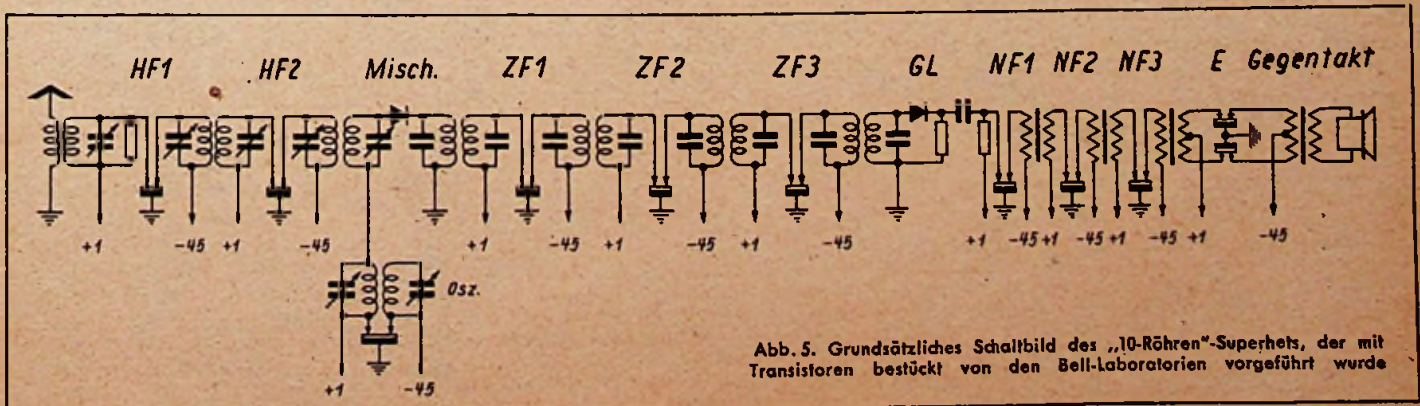 HF1 HF2 Misch. ZF1 ZF2 ZF3 GL NF1 NF2 NF3 E Gegentakt
+1 -45 +1 -45 +1 -45 +1 -45 +1 -45 +1 -45 +1 -45 +1 -45 +1 -45
Osz.
+1 -45
Abb. 5. Grundsätzliches Schaltbild des „10-Röhren"-Superhets, der mit
Transistoren bestückt von den Bell-Laboratorien vorgeführt wurde